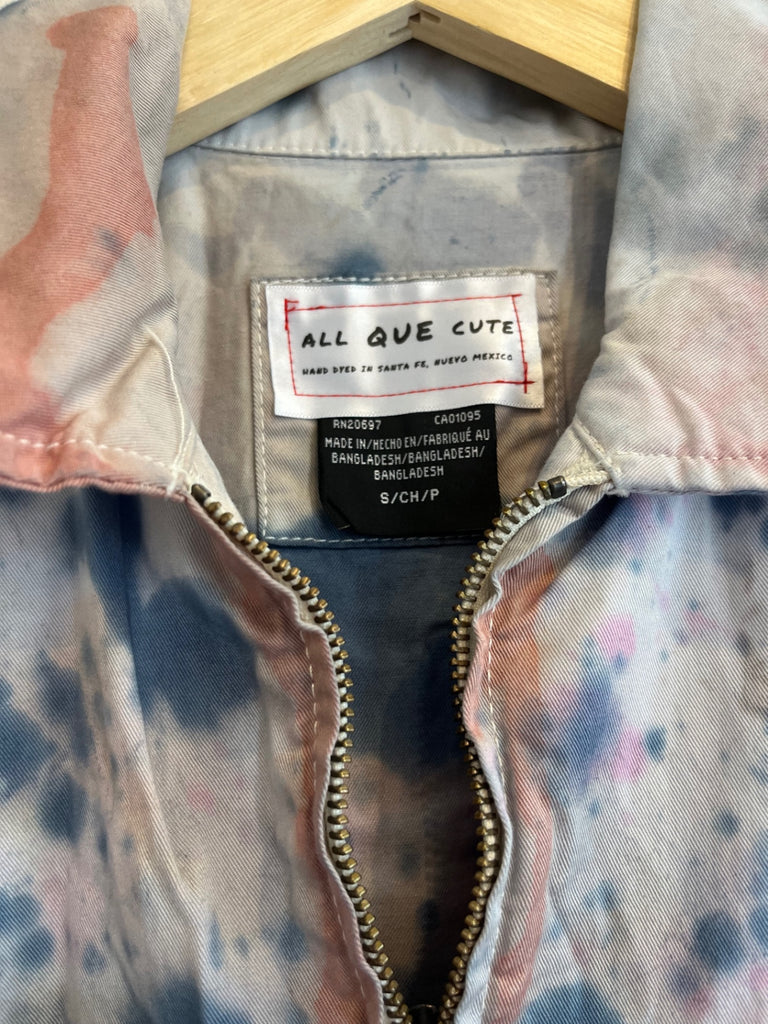 ALL QUE CUTE
HAND DYED IN SANTA FE, NUEVO MEXICO
RN20697 CA01095
MADE IN/HECHO EN/FABRIQUÉ AU
BANGLADESH/BANGLADESH/
BANGLADESH
S/CH/P